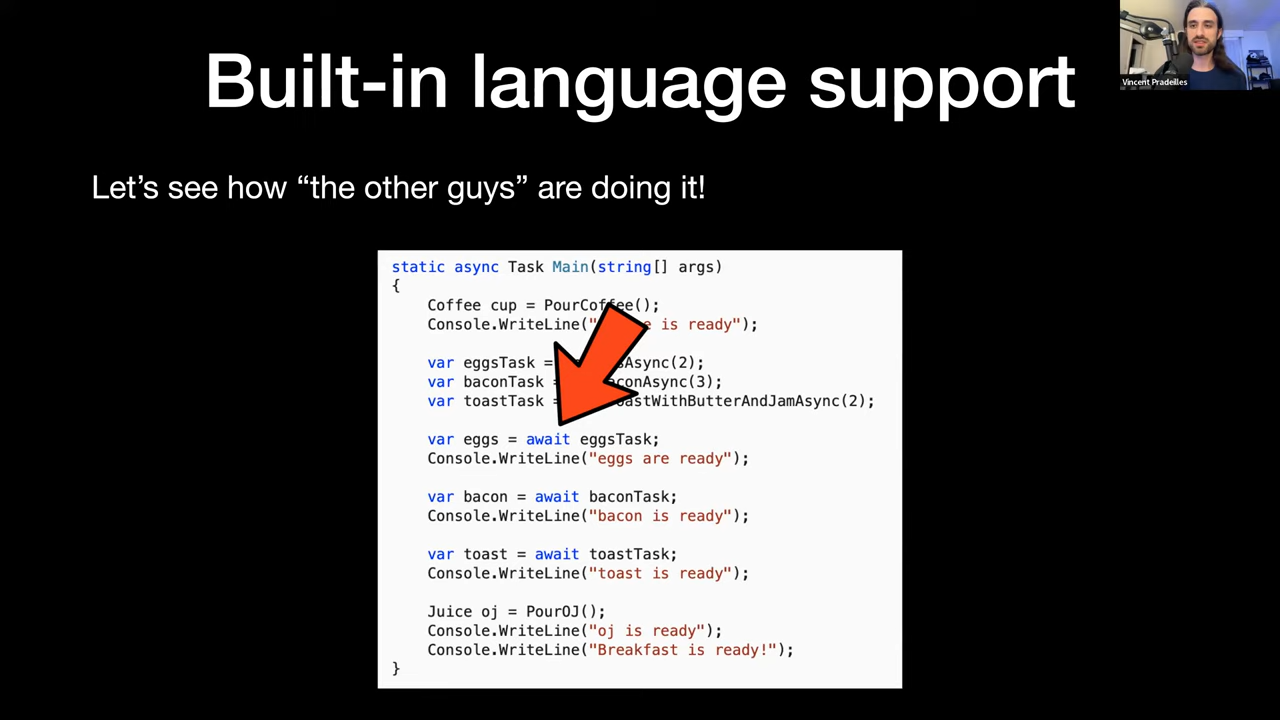 Built-in language support
Vincent Pradeilles
Let's see how “the other guys” are doing it!
static async Task Main(string[] args)
{
Coffee cup = PourCoffee();
Console.WriteLine(" is ready");
var eggsTask = Async(2);
var baconTask = (3);
var toastTask = (2);
var eggs = await eggsTask;
Console.WriteLine("eggs are ready");
var bacon = await baconTask;
Console.WriteLine("bacon is ready");
var toast = await toastTask;
Console.WriteLine("toast is ready");
Juice oj = PourOJ();
Console.WriteLine("oj is ready");
Console.WriteLine("Breakfast is ready!");
}